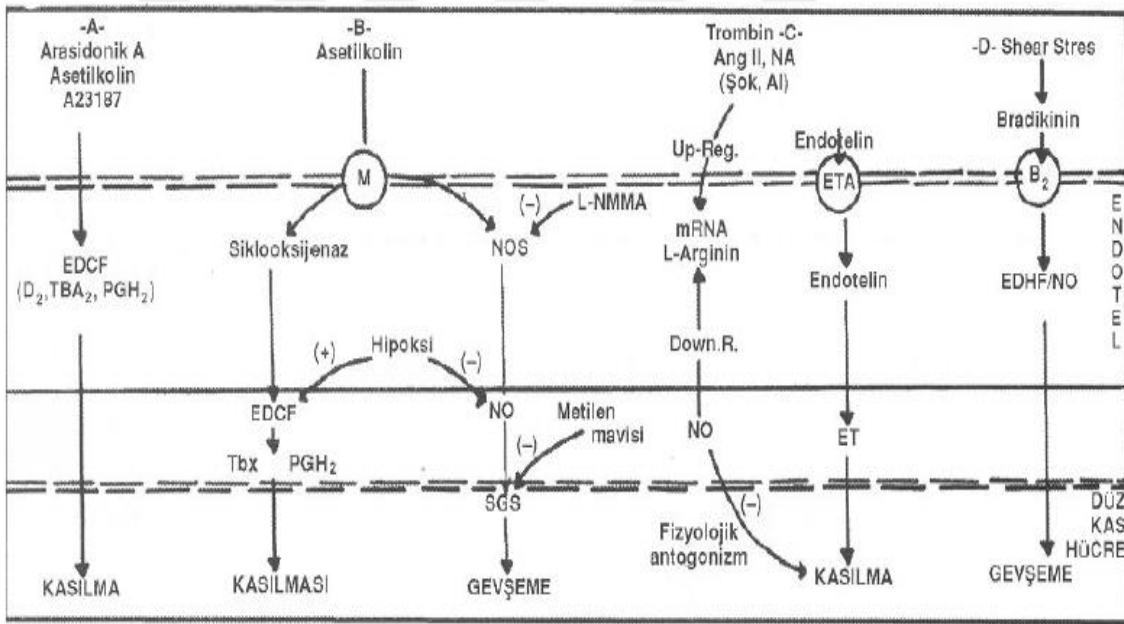 -A-
Arasidonik A
Asetilkolin
A23187
-B-
Asetilkolin
Trombin -C-
Ang II, NA
(Şok, AI)
-D- Shear Stres
Bradikinin
Up-Reg.
Endotelin
M
ETA
B₂
(–)
L-NMMA
Siklooksijenaz
NOS
mRNA
L-Arginin
EDCF
(D₂,TBA₂, PGH₂)
Endotelin
EDHF/NO
ENDOTEL
(+)
Hipoksi
(–)
Down.R.
EDCF
NO
Metilen
mavisi
NO
ET
(–)
Tbx PGH₂
SGS
(–)
DÜZ
KAS
HÜCRE
Fizyolojik
antogonizm
KASILMA
KASILMASI
GEVŞEME
KASILMA
GEVŞEME